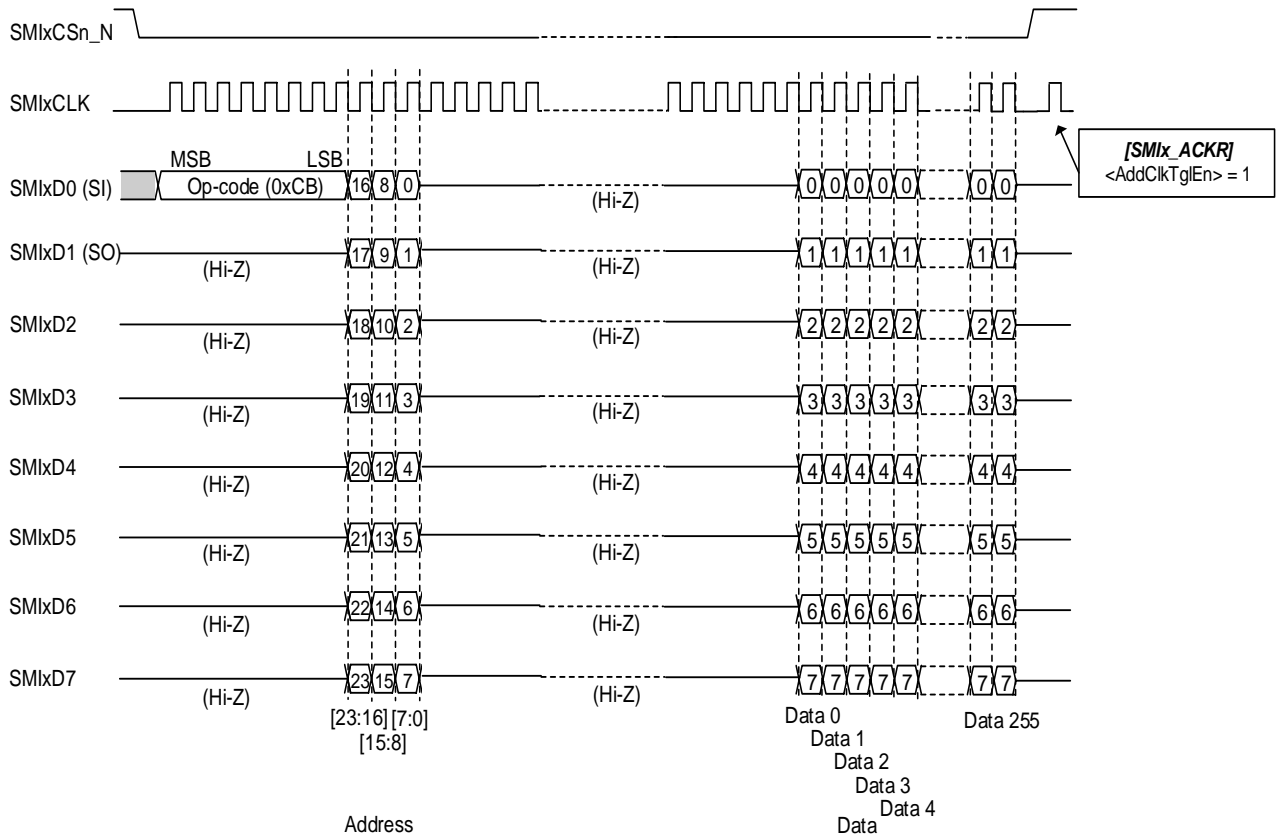 SMIxCSn_N
SMIxCLK
[SMIx_ACKR]
<AddClkTglEn> = 1
MSB LSB
SMIxD0 (SI) Op-code (0xCB) 16 8 0 (Hi-Z) 0 0 0 0 0 0 0
SMIxD1 (SO) (Hi-Z) 17 9 1 (Hi-Z) 1 1 1 1 1 1 1
SMIxD2 (Hi-Z) 18 10 2 (Hi-Z) 2 2 2 2 2 2 2
SMIxD3 (Hi-Z) 19 11 3 (Hi-Z) 3 3 3 3 3 3 3
SMIxD4 (Hi-Z) 20 12 4 (Hi-Z) 4 4 4 4 4 4 4
SMIxD5 (Hi-Z) 21 13 5 (Hi-Z) 5 5 5 5 5 5 5
SMIxD6 (Hi-Z) 22 14 6 (Hi-Z) 6 6 6 6 6 6 6
SMIxD7 (Hi-Z) 23 15 7 (Hi-Z) 7 7 7 7 7 7 7
[23:16] [7:0]
[15:8]
Data 0
Data 1
Data 2
Data 3
Data 4
Data 255
Address
Data